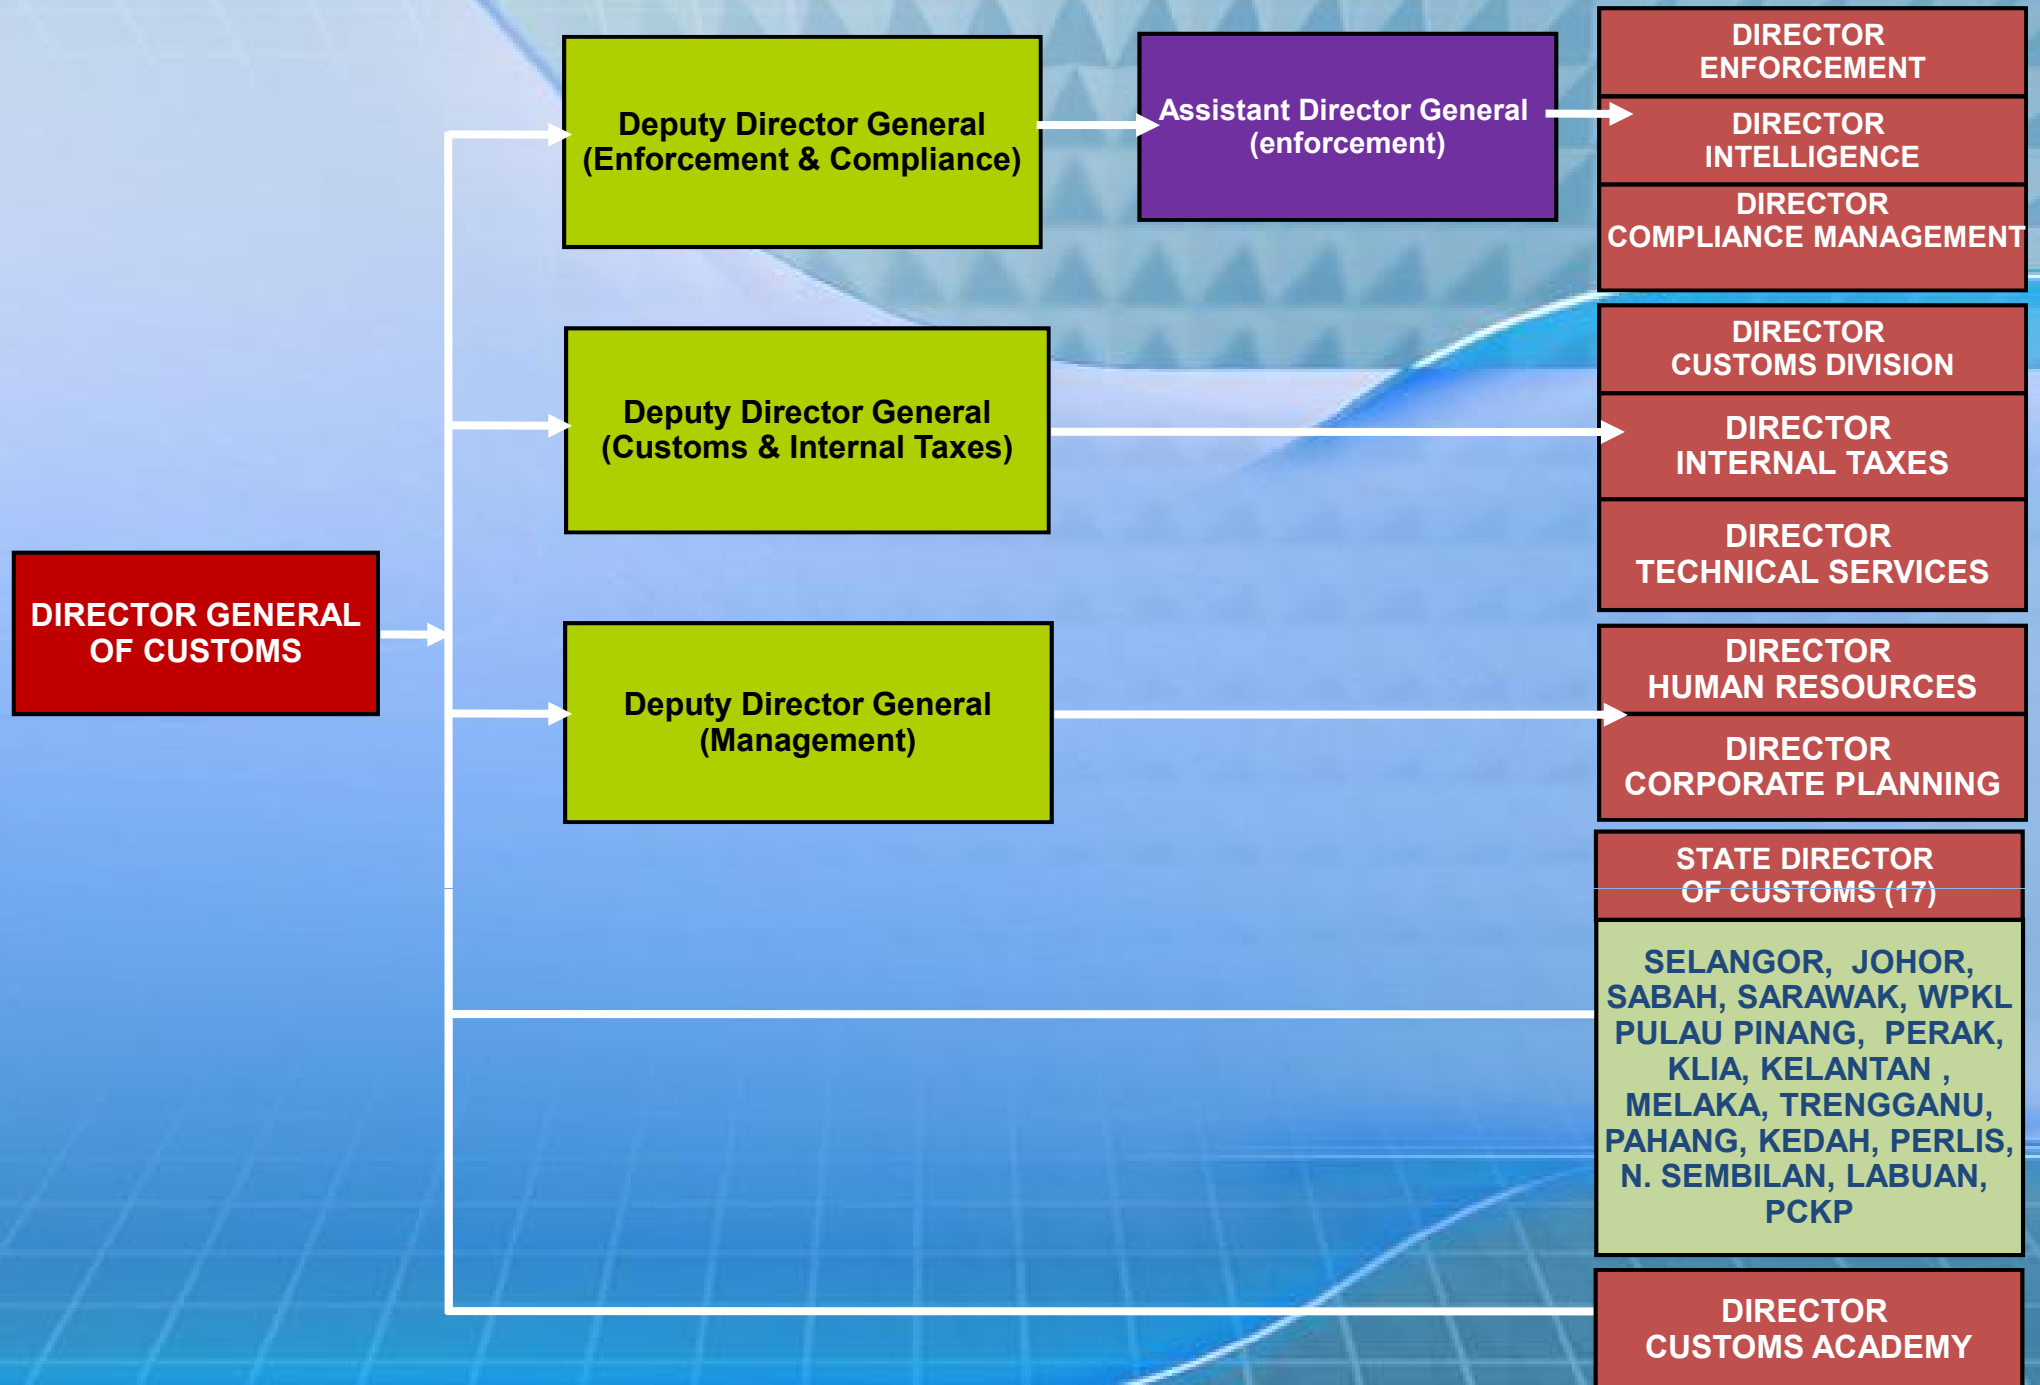 DIRECTOR GENERAL
OF CUSTOMS
Deputy Director General
(Enforcement & Compliance)
Assistant Director General
(enforcement)
DIRECTOR
ENFORCEMENT
DIRECTOR
INTELLIGENCE
DIRECTOR
COMPLIANCE MANAGEMENT
Deputy Director General
(Customs & Internal Taxes)
DIRECTOR
CUSTOMS DIVISION
DIRECTOR
INTERNAL TAXES
DIRECTOR
TECHNICAL SERVICES
Deputy Director General
(Management)
DIRECTOR
HUMAN RESOURCES
DIRECTOR
CORPORATE PLANNING
STATE DIRECTOR
OF CUSTOMS (17)
SELANGOR, JOHOR,
SABAH, SARAWAK, WPKL
PULAU PINANG, PERAK,
KLIA, KELANTAN ,
MELAKA, TRENGGANU,
PAHANG, KEDAH, PERLIS,
N. SEMBILAN, LABUAN,
PCKP
DIRECTOR
CUSTOMS ACADEMY